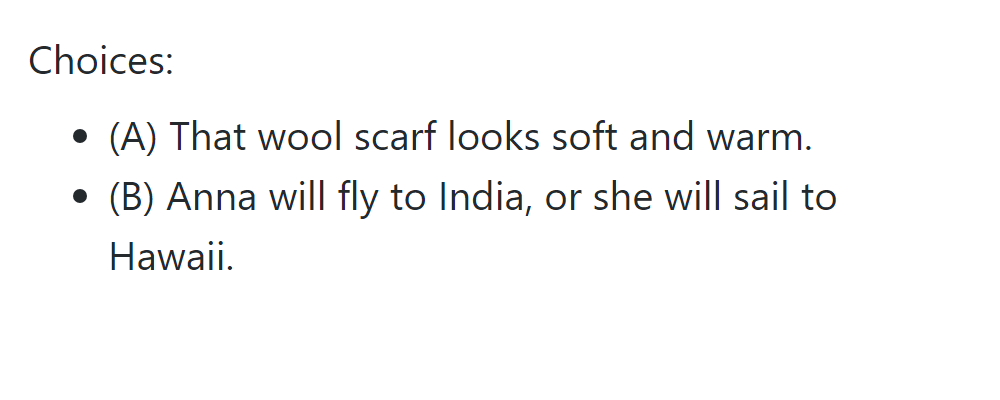 Choices:
• (A) That wool scarf looks soft and warm.
• (B) Anna will fly to India, or she will sail to
Hawaii.